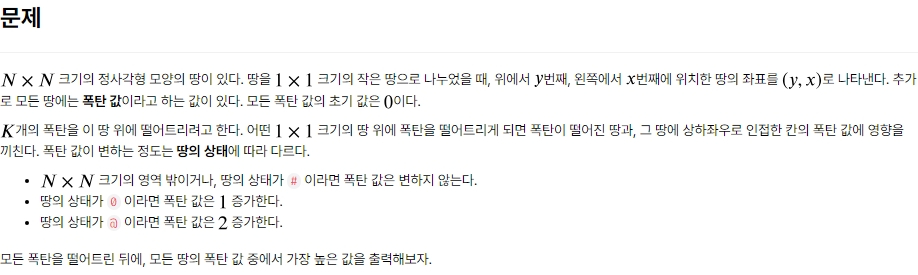 문제
N × N 크기의 정사각형 모양의 땅이 있다. 땅을 1 × 1 크기의 작은 땅으로 나누었을 때, 위에서 y번째, 왼쪽에서 x번째에 위치한 땅의 좌표를 (y, x)로 나타낸다. 추가
로 모든 땅에는 폭탄 값이라고 하는 값이 있다. 모든 폭탄 값의 초기 값은 0이다.
K개의 폭탄을 이 땅 위에 떨어트리려고 한다. 어떤 1 × 1 크기의 땅 위에 폭탄을 떨어트리게 되면 폭탄이 떨어진 땅과, 그 땅에 상하좌우로 인접한 칸의 폭탄 값에 영향을
끼친다. 폭탄 값이 변하는 정도는 땅의 상태에 따라 다르다.
• N × N 크기의 영역 밖이거나, 땅의 상태가 # 이라면 폭탄 값은 변하지 않는다.
• 땅의 상태가 0 이라면 폭탄 값은 1 증가한다.
• 땅의 상태가 @ 이라면 폭탄 값은 2 증가한다.
모든 폭탄을 떨어트린 뒤에, 모든 땅의 폭탄 값 중에서 가장 높은 값을 출력해보자.